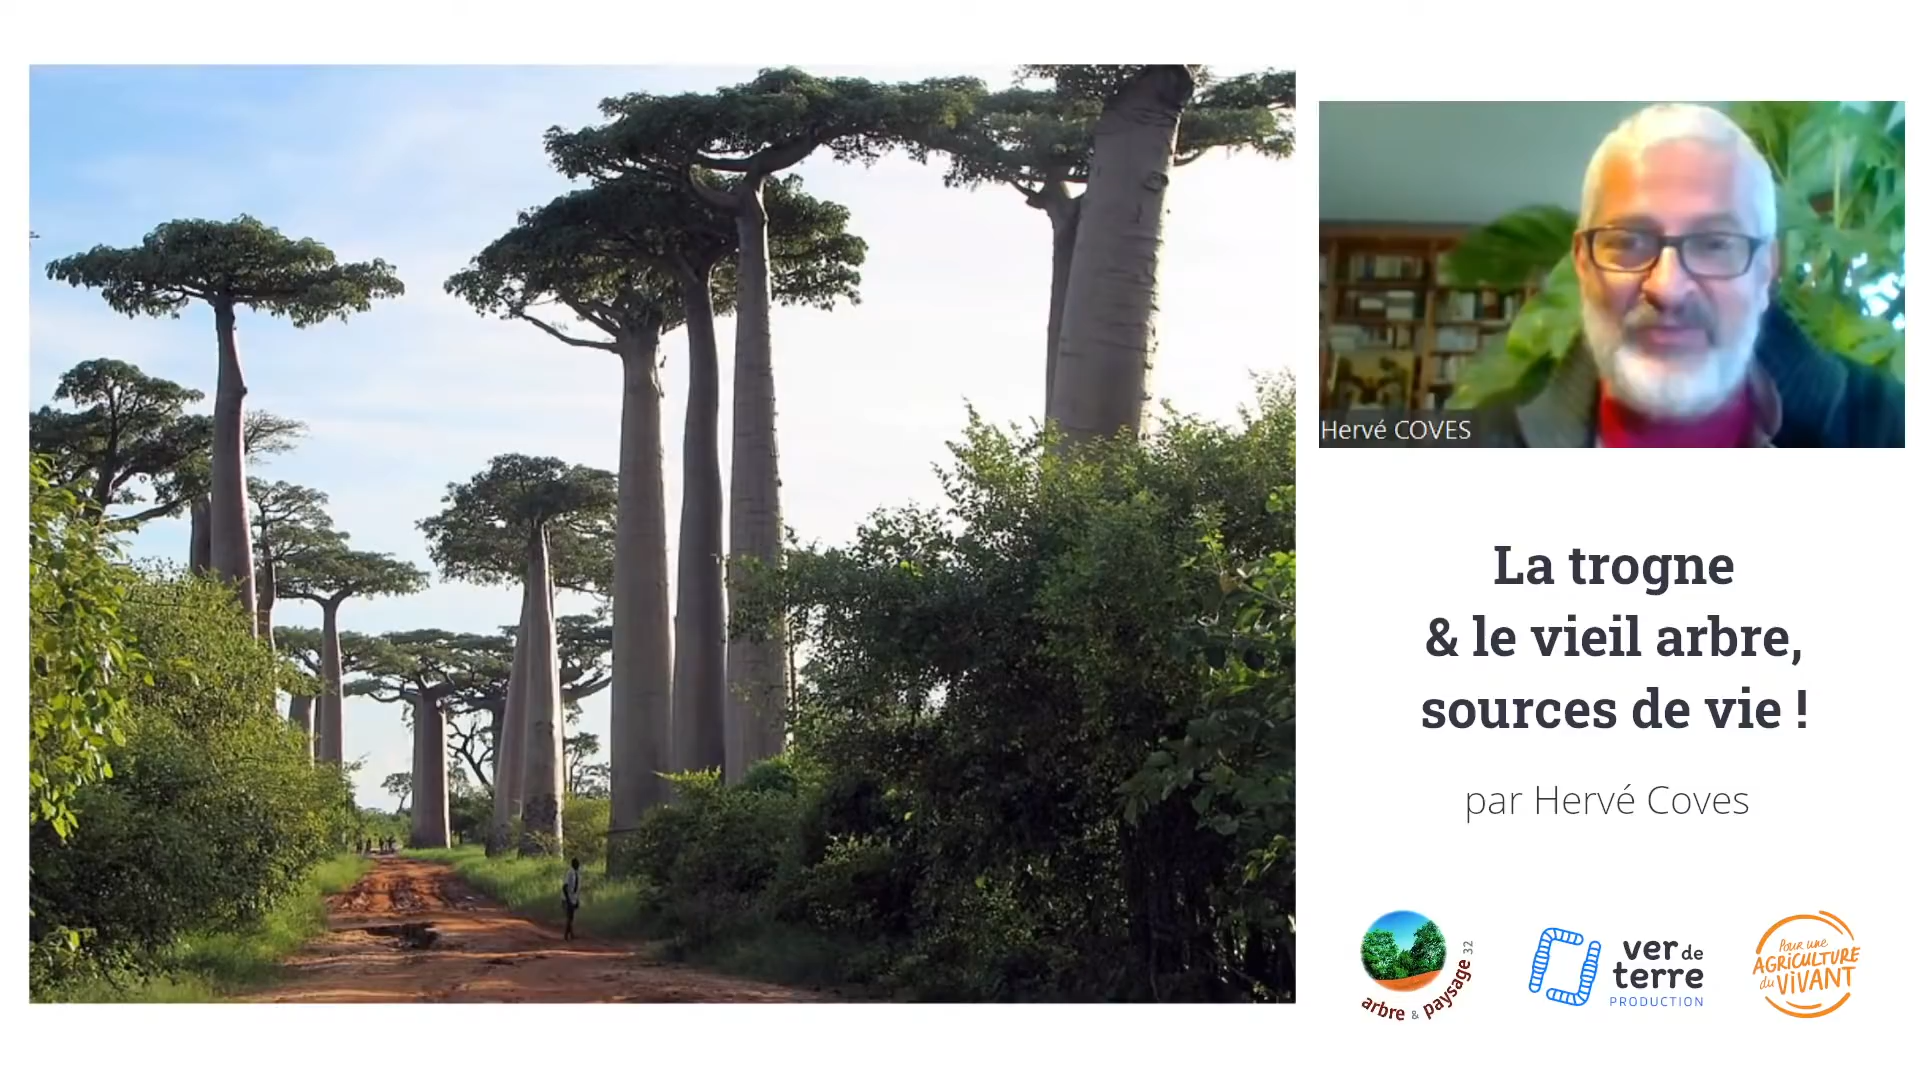 Hervé COVES
La trogne
& le vieil arbre,
sources de vie !
par Hervé Coves
arbre & paysage 32
ver de
terre
PRODUCTION
Pour une
AGRICULTURE
du VIVANT